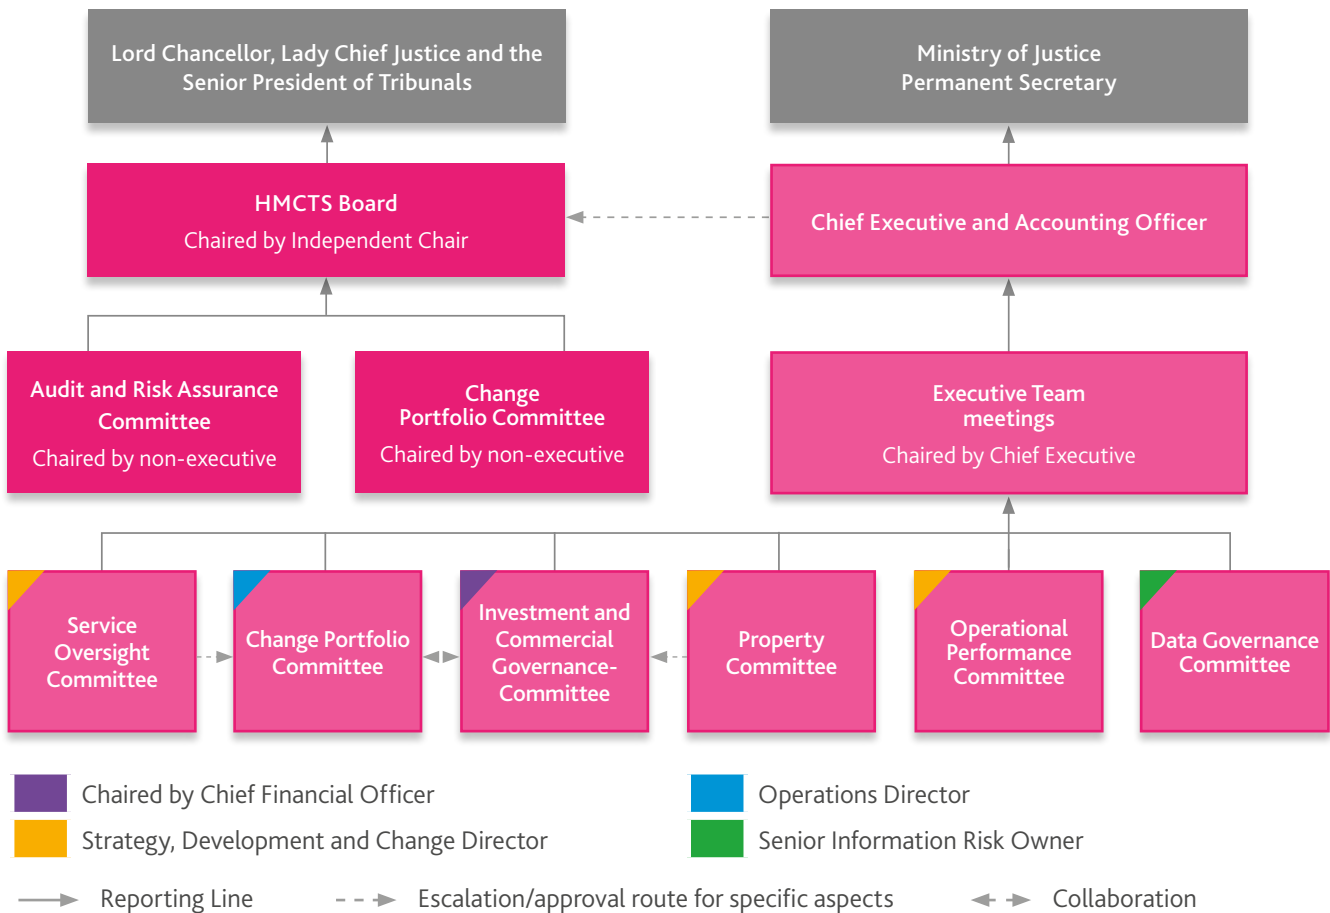 Lord Chancellor, Lady Chief Justice and the
Senior President of Tribunals
Ministry of Justice
Permanent Secretary
HMCTS Board
Chaired by Independent Chair
Chief Executive and Accounting Officer
Audit and Risk Assurance
Committee
Chaired by non-executive
Change
Portfolio Committee
Chaired by non-executive
Executive Team
meetings
Chaired by Chief Executive
Service
Oversight
Committee
Change Portfolio
Committee
Investment and
Commercial
Governance-
Committee
Property
Committee
Operational
Performance
Committee
Data Governance
Committee
Chaired by Chief Financial Officer
Operations Director
Strategy, Development and Change Director
Senior Information Risk Owner
Reporting Line
Escalation/approval route for specific aspects
Collaboration